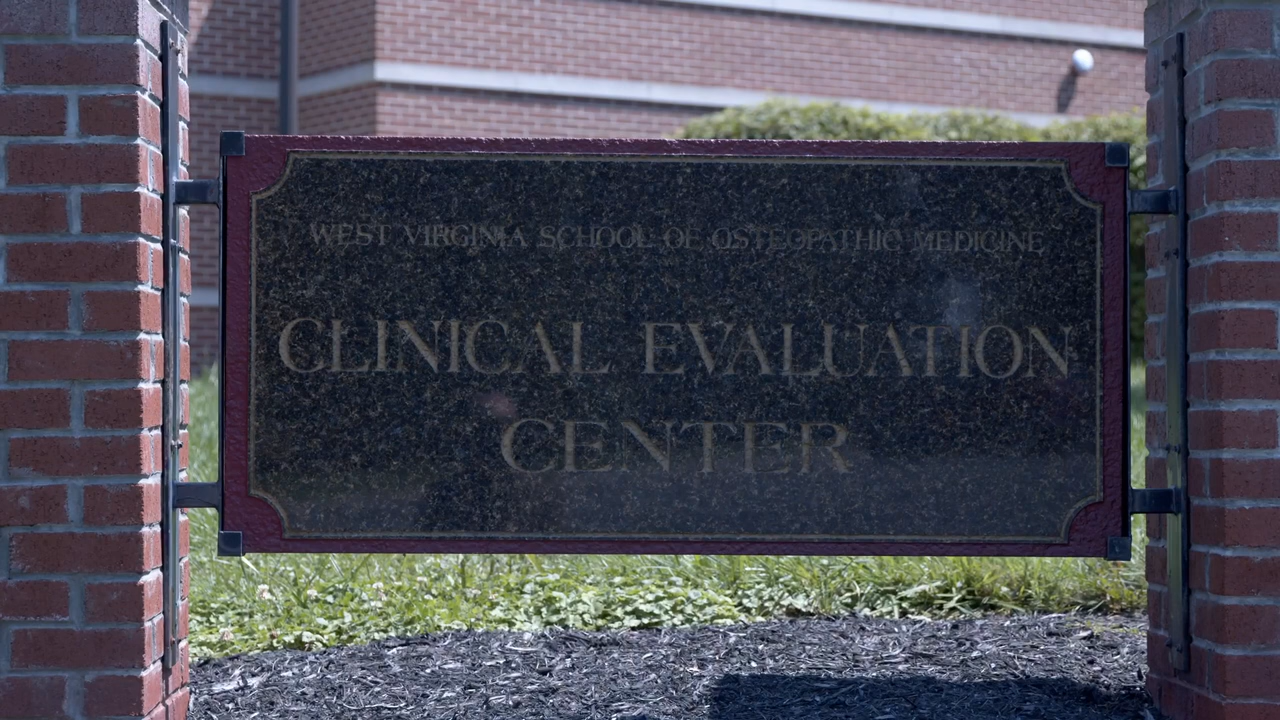 WEST VIRGINIA SCHOOL OF OSTEOPATHIC MEDICINE
CLINICAL EVALUATION
CENTER